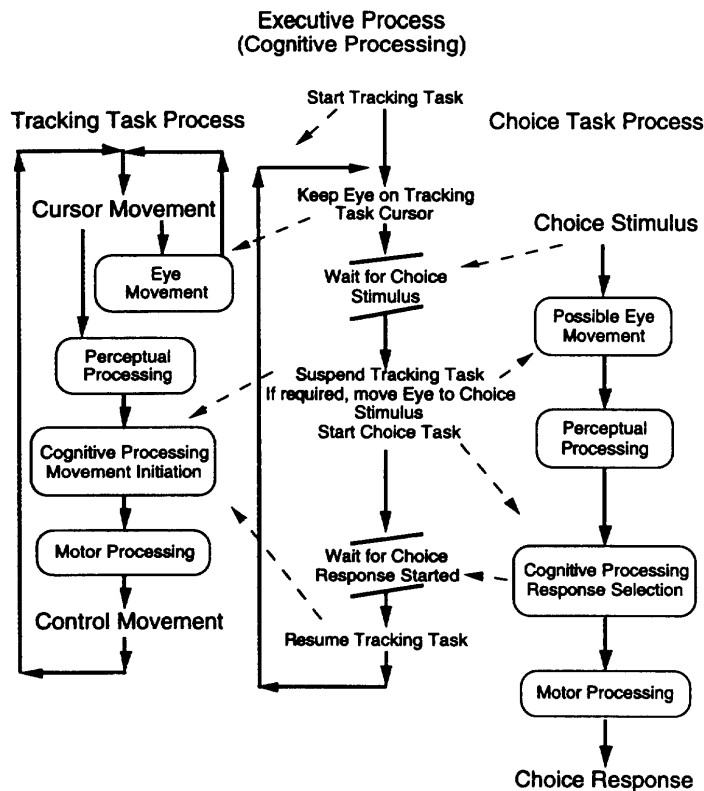 Executive Process
(Cognitive Processing)
Start Tracking Task
Tracking Task Process
Choice Task Process
Keep Eye on Tracking
Task Cursor
Cursor Movement
Choice Stimulus
Eye
Movement
Wait for Choice
Stimulus
Possible Eye
Movement
Perceptual
Processing
Suspend Tracking Task
If required, move Eye to Choice
Stimulus
Start Choice Task
Perceptual
Processing
Cognitive Processing
Movement Initiation
Motor Processing
Wait for Choice
Response Started
Cognitive Processing
Response Selection
Control Movement
Resume Tracking Task
Motor Processing
Choice Response